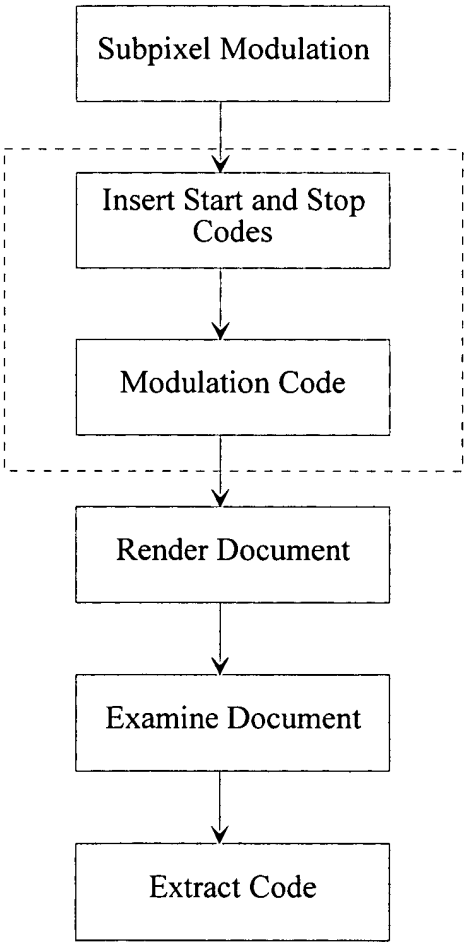 Subpixel Modulation
Insert Start and Stop
Codes
Modulation Code
Render Document
Examine Document
Extract Code